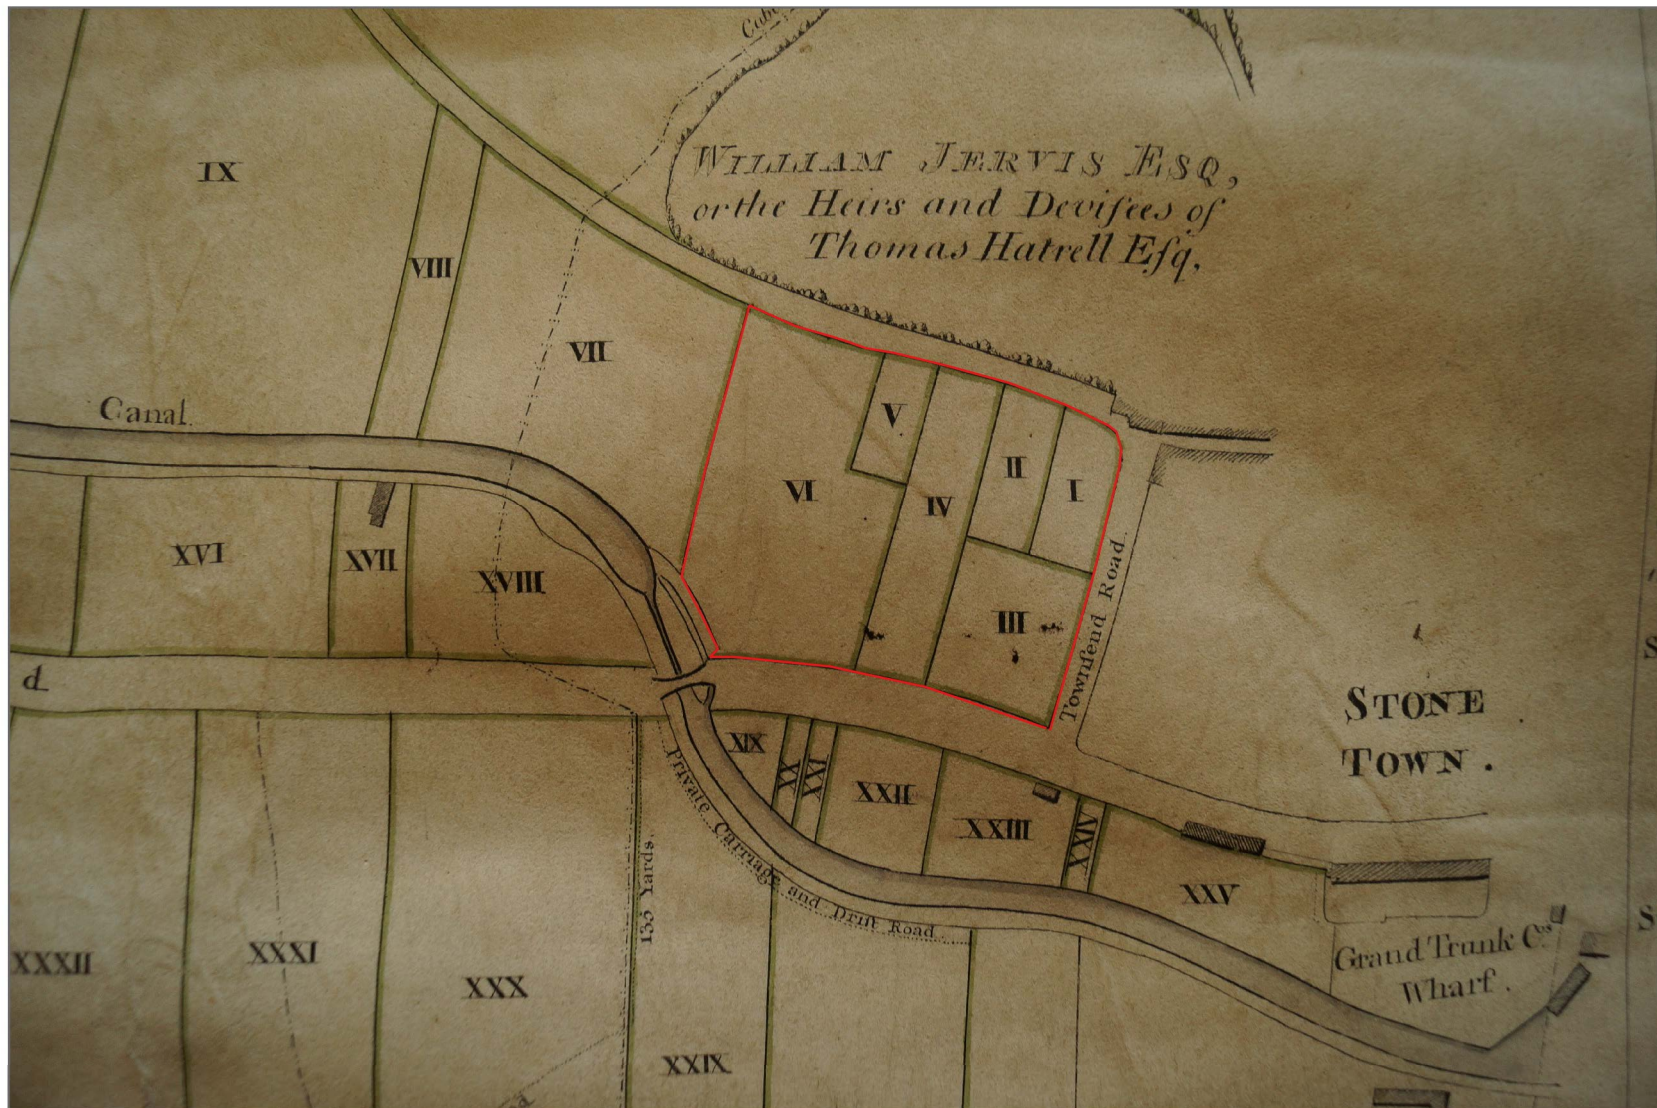 WILLIAM JERVIS ESQ,
or the Heirs and Deviſees of
Thomas Hatrell Eſq,
IX
VIII
VII
Canal.
VI
V
IV
II
I
III
Townſend Road.
XVI
XVII
XVIII
d
STONE
TOWN.
XIX
XX
XXI
XXII
XXIII
XXIV
XXV
Private Carriage and Drift Road.
133 Yards.
Grand Trunk Co.s
Wharf.
XXXII
XXXI
XXX
XXIX
S
S